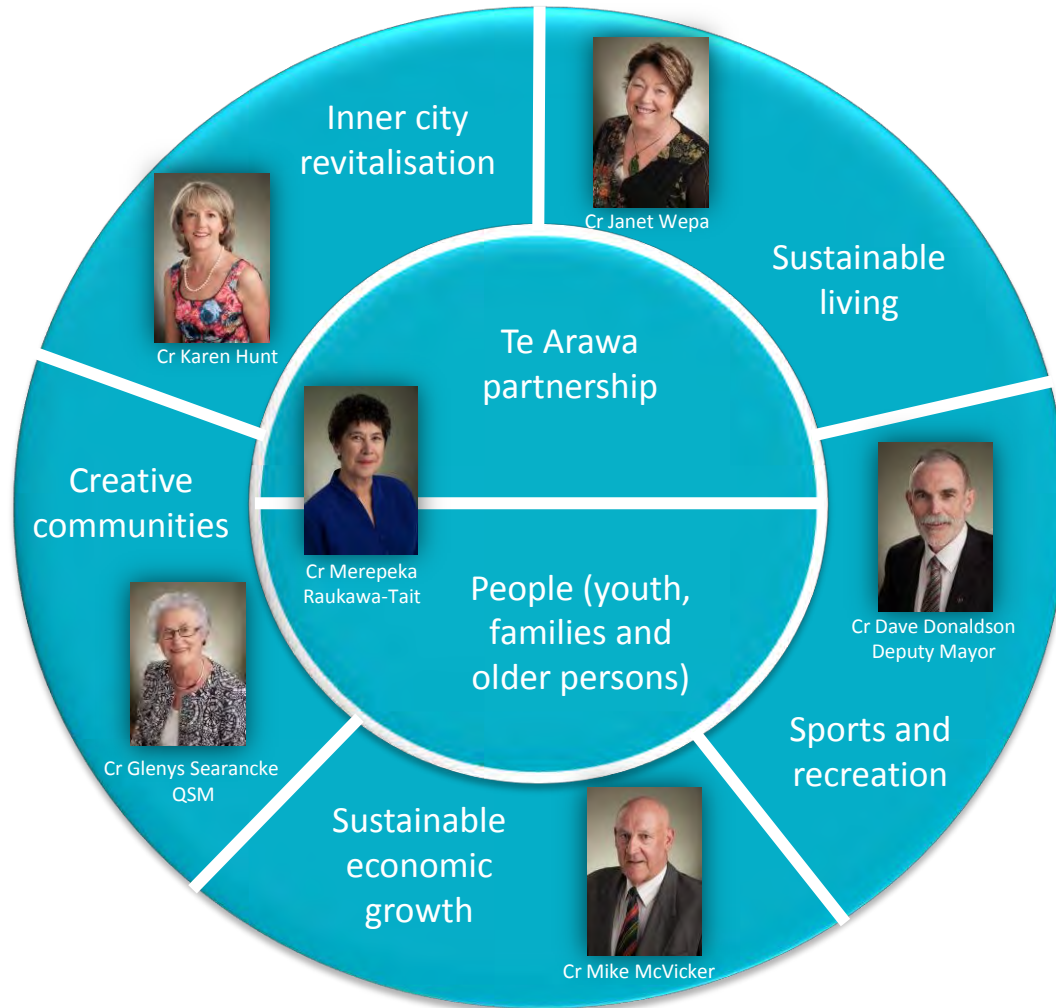 Inner city
revitalisation
Cr Karen Hunt
Cr Janet Wepa
Sustainable
living
Te Arawa
partnership
Cr Merepeka
Raukawa-Tait
People (youth,
families and
older persons)
Creative
communities
Cr Glenys Searancke
QSM
Cr Dave Donaldson
Deputy Mayor
Sports and
recreation
Sustainable
economic
growth
Cr Mike McVicker